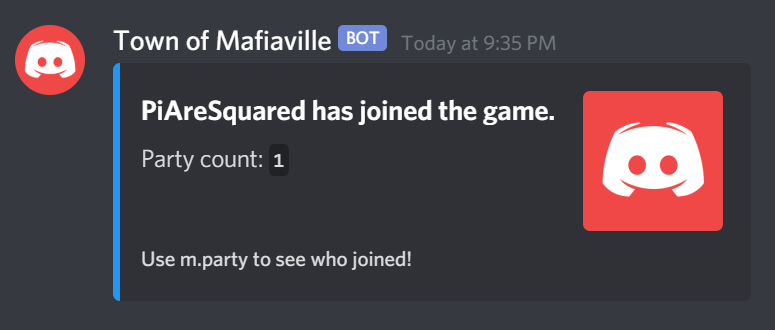 Town of Mafiaville BOT Today at 9:35 PM
PiAreSquared has joined the game.
Party count: 1
Use m.party to see who joined!